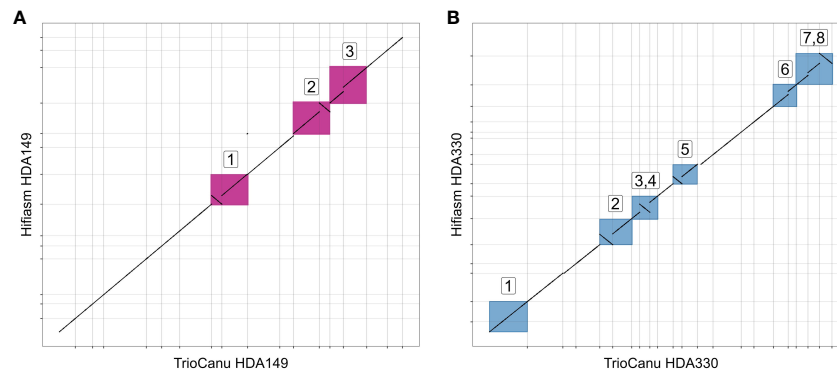 A
3
2
1
Hifiasm HDA149
TrioCanu HDA149
B
7,8
6
5
3,4
2
1
Hifiasm HDA330
TrioCanu HDA330